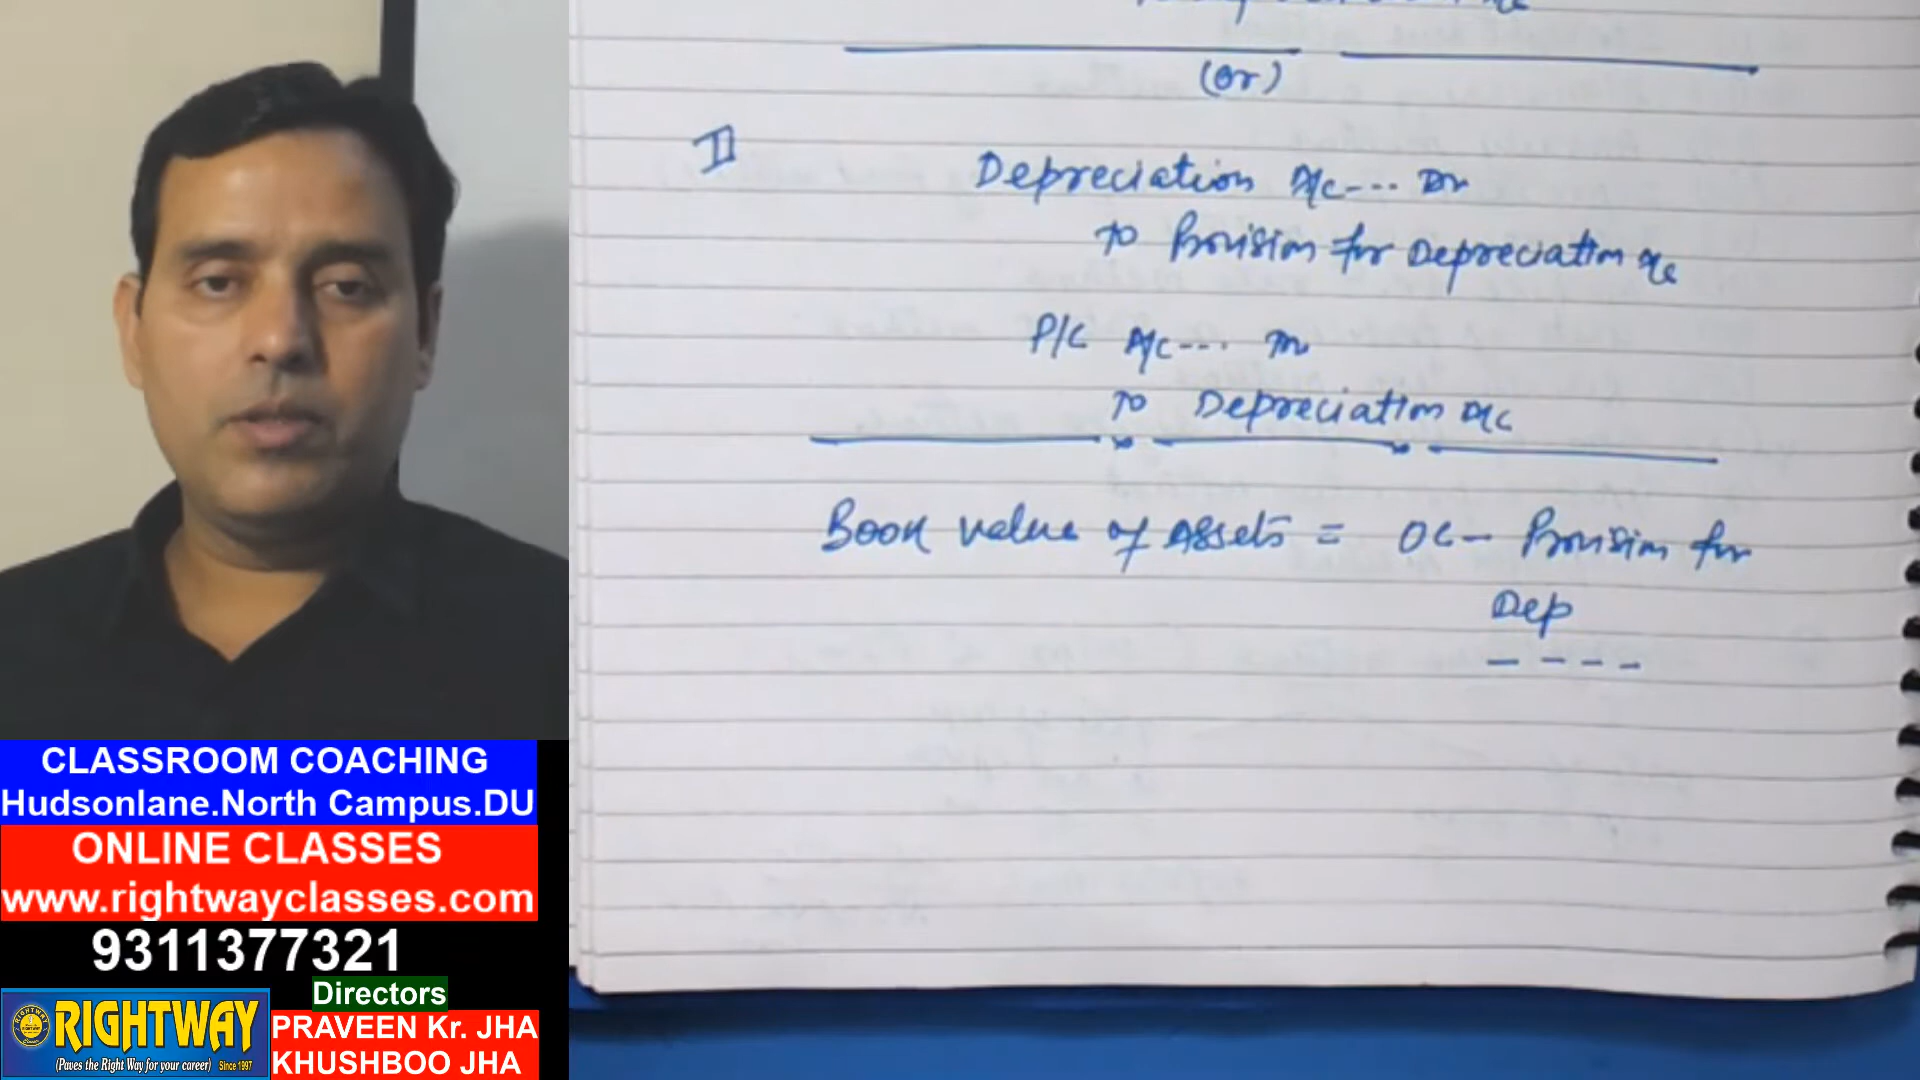 (or)
II
Depreciation A/c--- Dr
To Provision for Depreciation A/c
P/L A/c--- Dr
To Depreciation A/c
Book value of Assets = OC - Provision for
Dep
CLASSROOM COACHING
Hudsonlane.North Campus.DU
ONLINE CLASSES
www.rightwayclasses.com
9311377321
Directors
PRAVEEN Kr. JHA
KHUSHBOO JHA
RIGHTWAY
(Paves the Right Way for your career) Since 1997